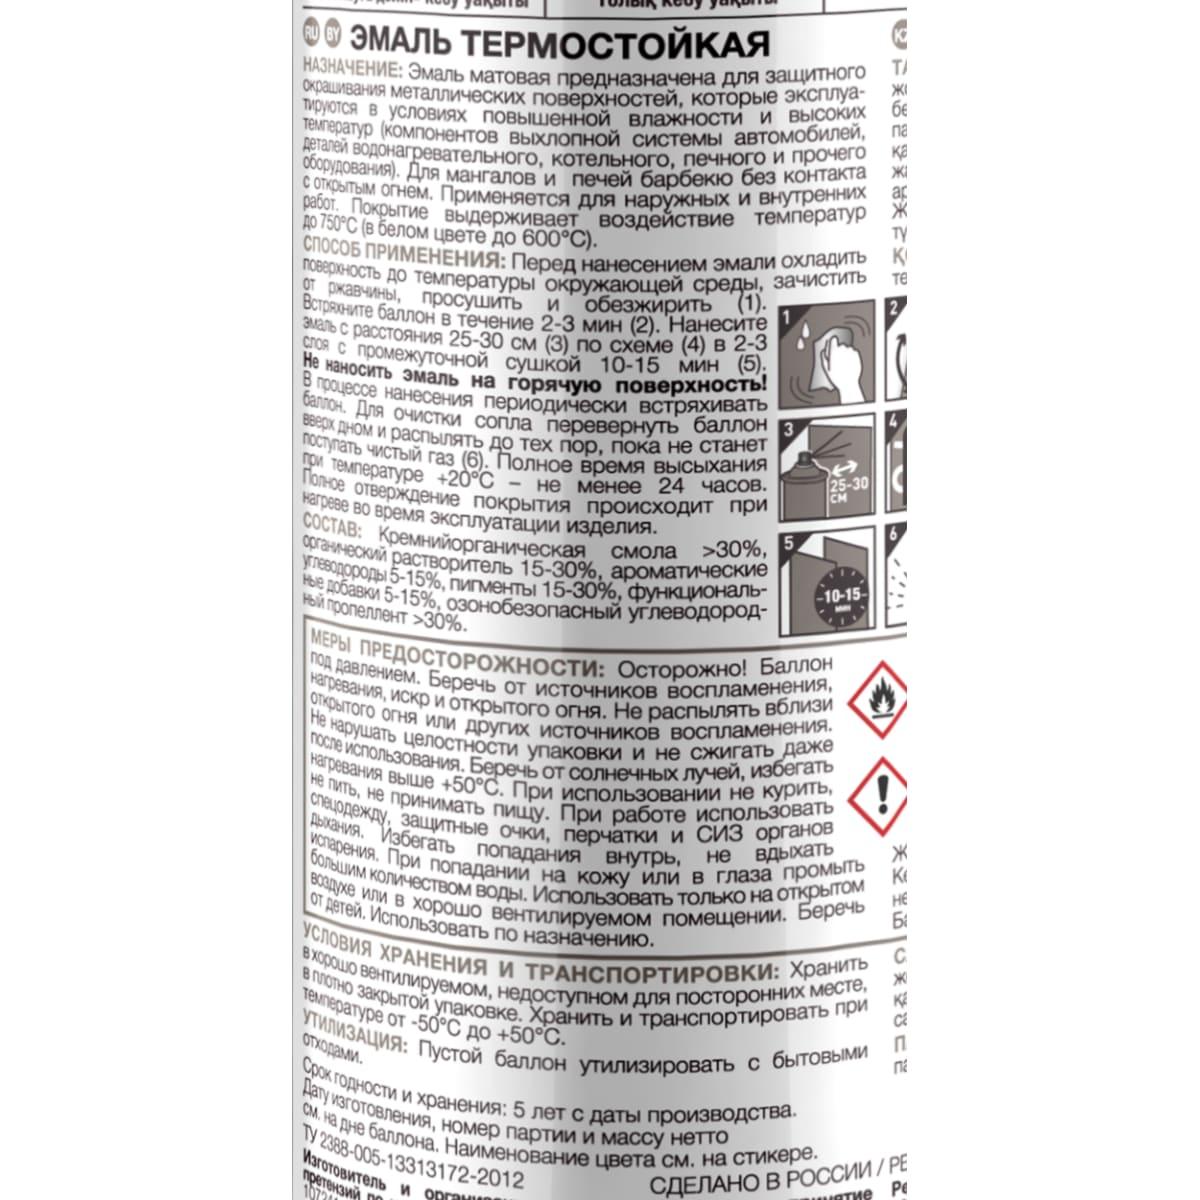 толық кебу уақыты
RU BY ЭМАЛЬ ТЕРМОСТОЙКАЯ
НАЗНАЧЕНИЕ: Эмаль матовая предназначена для защитного
окрашивания металлических поверхностей, которые эксплуа-
тируются в условиях повышенной влажности и высоких
температур (компонентов выхлопной системы автомобилей,
деталей водонагревательного, котельного, печного и прочего
оборудования). Для мангалов и печей барбекю без контакта
с открытым огнем. Применяется для наружных и внутренних
работ. Покрытие выдерживает воздействие температур
до 750°С (в белом цвете до 600°С).
СПОСОБ ПРИМЕНЕНИЯ: Перед нанесением эмали охладить
поверхность до температуры окружающей среды, зачистить
от ржавчины, просушить и обезжирить (1).
Встряхните баллон в течение 2-3 мин (2). Нанесите
эмаль с расстояния 25-30 см (3) по схеме (4) в 2-3
слоя с промежуточной сушкой 10-15 мин (5).
Не наносить эмаль на горячую поверхность!
В процессе нанесения периодически встряхивать
баллон. Для очистки сопла перевернуть баллон
вверх дном и распылять до тех пор, пока не станет
поступать чистый газ (6). Полное время высыхания
при температуре +20°С – не менее 24 часов.
Полное отверждение покрытия происходит при
нагреве во время эксплуатации изделия.
СОСТАВ: Кремнийорганическая смола >30%,
органический растворитель 15-30%, ароматические
углеводороды 5-15%, пигменты 15-30%, функциональ-
ные добавки 5-15%, озонобезопасный углеводород-
ный пропеллент >30%.
1
2
3
25-30
СМ
4
5
10-15
МИН
6
МЕРЫ ПРЕДОСТОРОЖНОСТИ: Осторожно! Баллон
под давлением. Беречь от источников воспламенения,
нагревания, искр и открытого огня. Не распылять вблизи
открытого огня или других источников воспламенения.
Не нарушать целостности упаковки и не сжигать даже
после использования. Беречь от солнечных лучей, избегать
нагревания выше +50°С. При использовании не курить,
не пить, не принимать пищу. При работе использовать
спецодежду, защитные очки, перчатки и СИЗ органов
дыхания. Избегать попадания внутрь, не вдыхать
испарения. При попадании на кожу или в глаза промыть
большим количеством воды. Использовать только на открытом
воздухе или в хорошо вентилируемом помещении. Беречь
от детей. Использовать по назначению.
УСЛОВИЯ ХРАНЕНИЯ И ТРАНСПОРТИРОВКИ: Хранить
в хорошо вентилируемом, недоступном для посторонних месте,
в плотно закрытой упаковке. Хранить и транспортировать при
температуре от -50°С до +50°С.
УТИЛИЗАЦИЯ: Пустой баллон утилизировать с бытовыми
отходами.
Срок годности и хранения: 5 лет с даты производства.
Дату изготовления, номер партии и массу нетто
см. на дне баллона. Наименование цвета см. на стикере.
ТУ 2388-005-13313172-2012
СДЕЛАНО В РОССИИ / РЕ
Изготовитель и